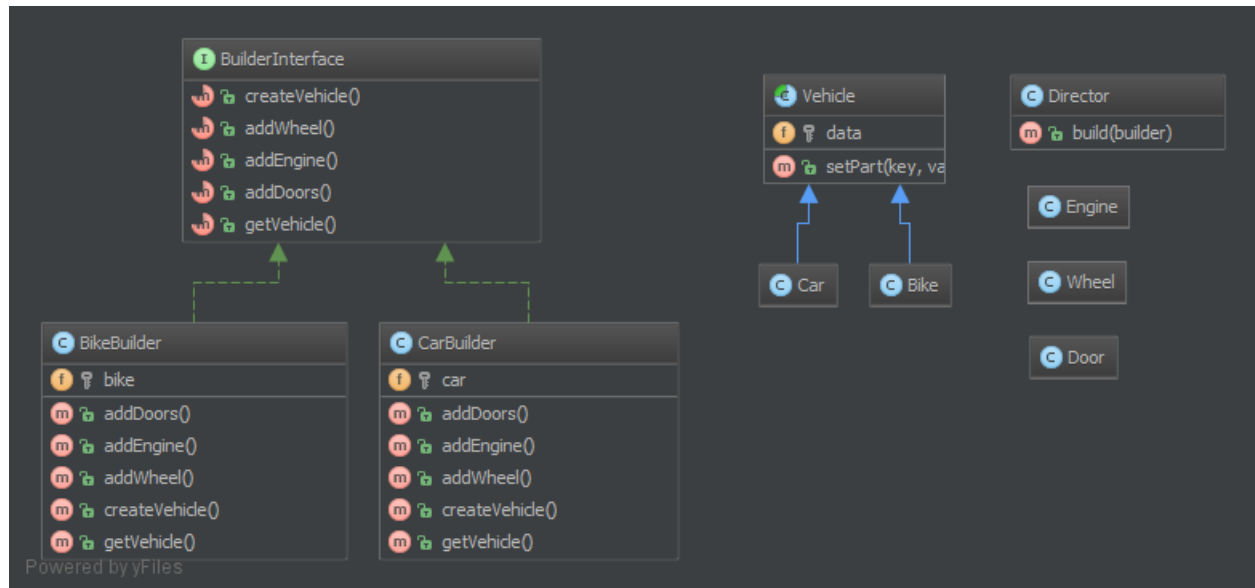 BuilderInterface
createVehicle()
addWheel()
addEngine()
addDoors()
getVehicle()
BikeBuilder
bike
addDoors()
addEngine()
addWheel()
createVehicle()
getVehicle()
CarBuilder
car
addDoors()
addEngine()
addWheel()
createVehicle()
getVehicle()
Vehicle
data
setPart(key, va
Car
Bike
Director
build(builder)
Engine
Wheel
Door
Powered by yFiles